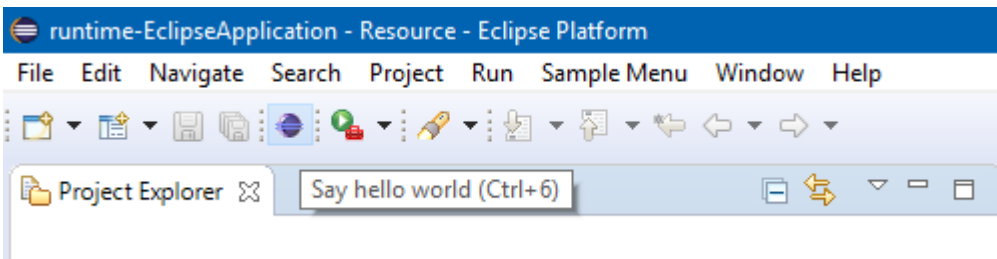 runtime-EclipseApplication - Resource - Eclipse Platform
File Edit Navigate Search Project Run Sample Menu Window Help
Project Explorer Say hello world (Ctrl+6)